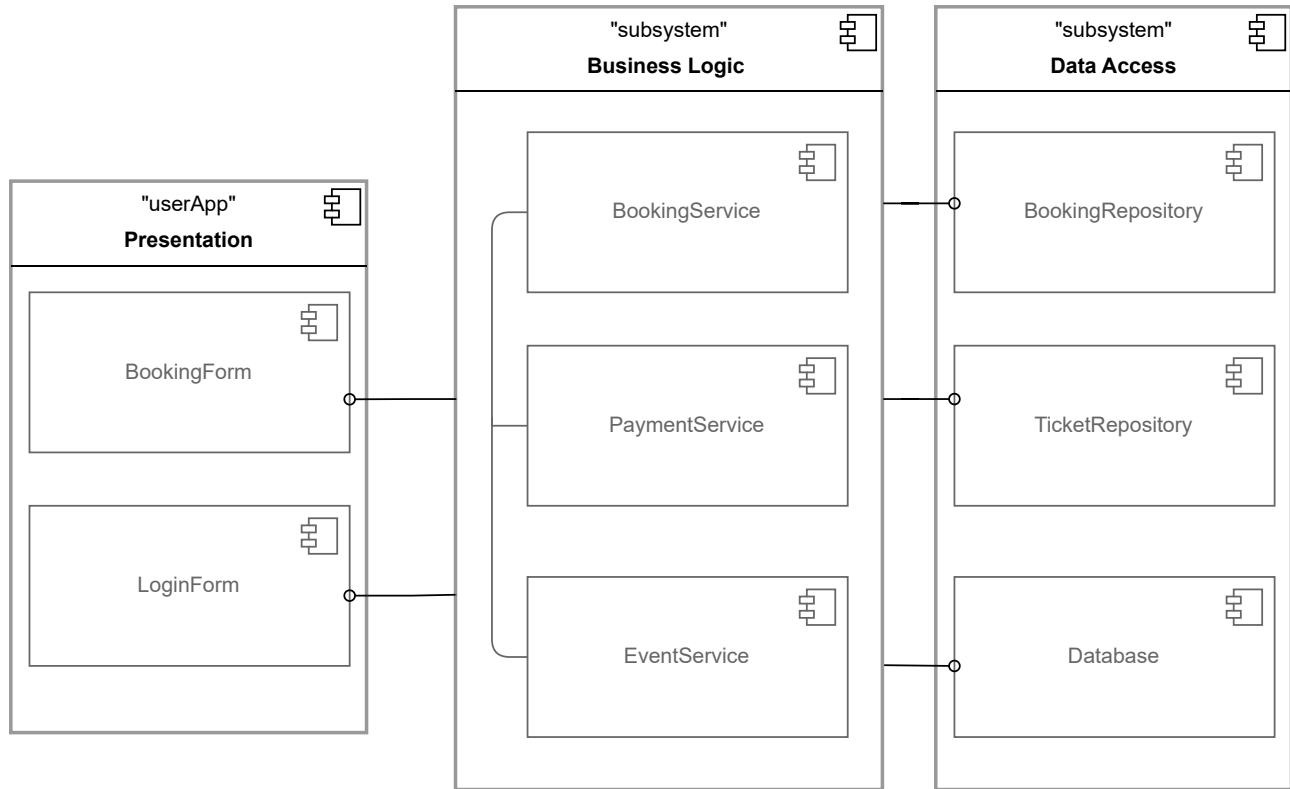 "userApp"
Presentation
BookingForm
LoginForm
"subsystem"
Business Logic
BookingService
PaymentService
EventService
"subsystem"
Data Access
BookingRepository
TicketRepository
Database